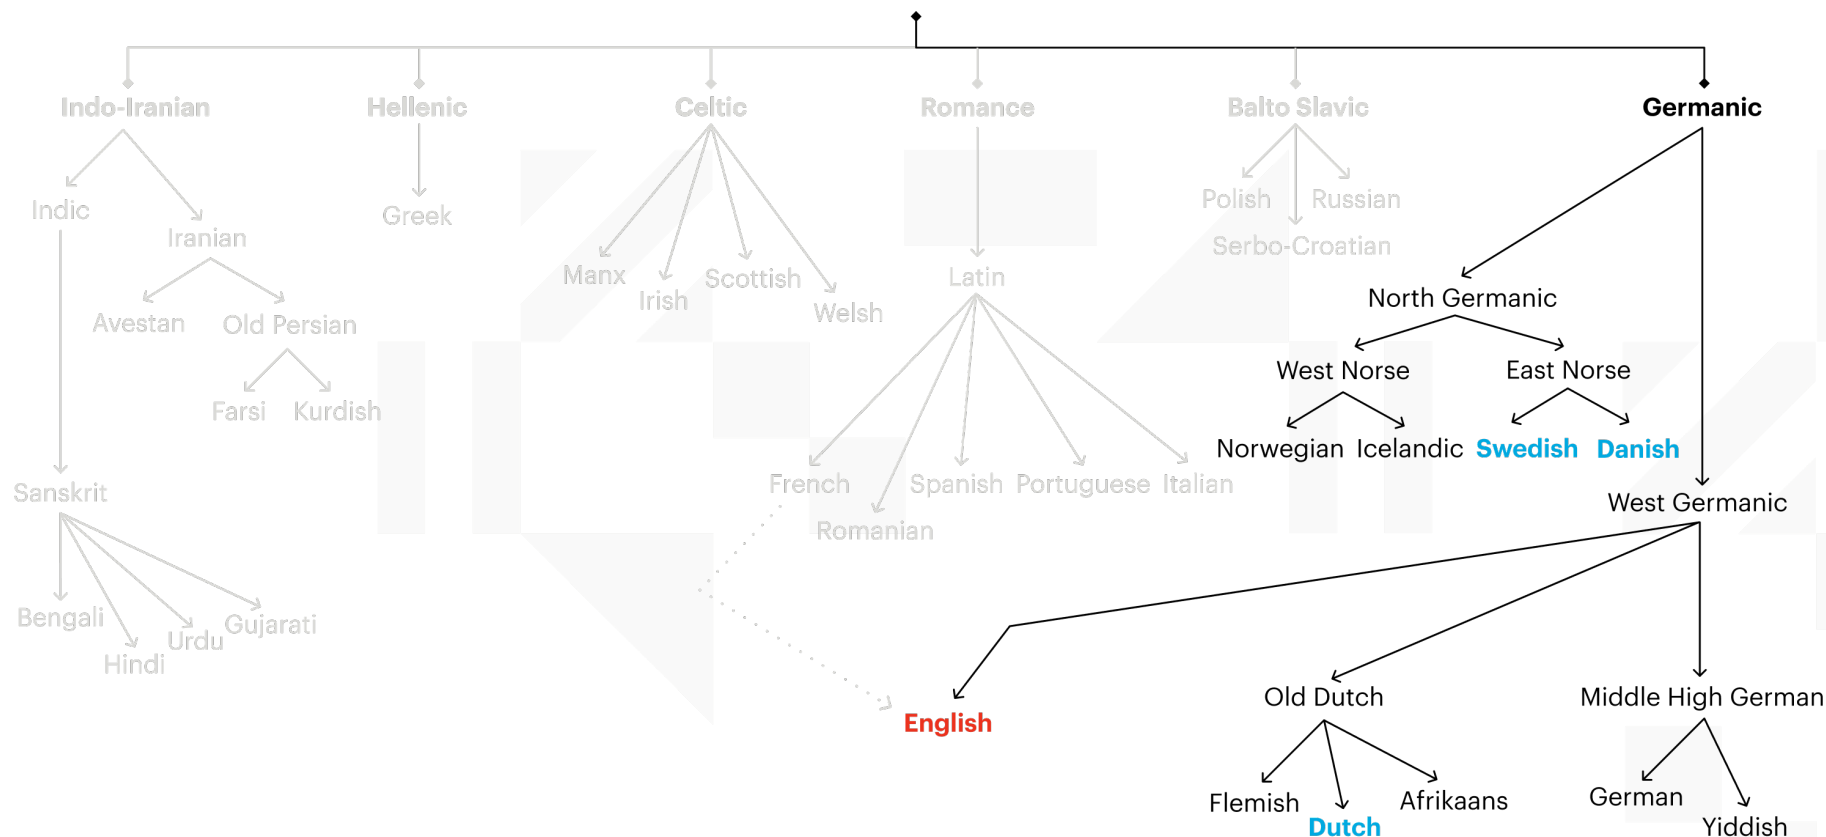 Indo-Iranian
Hellenic
Celtic
Romance
Balto Slavic
Germanic
Indic
Iranian
Greek
Polish
Russian
Serbo-Croatian
Manx
Irish
Scottish
Welsh
Latin
North Germanic
Avestan
Old Persian
West Norse
East Norse
Farsi
Kurdish
Norwegian
Icelandic
Swedish
Danish
Sanskrit
French
Romanian
Spanish
Portuguese
Italian
West Germanic
Bengali
Hindi
Urdu
Gujarati
English
Old Dutch
Middle High German
Flemish
Dutch
Afrikaans
German
Yiddish